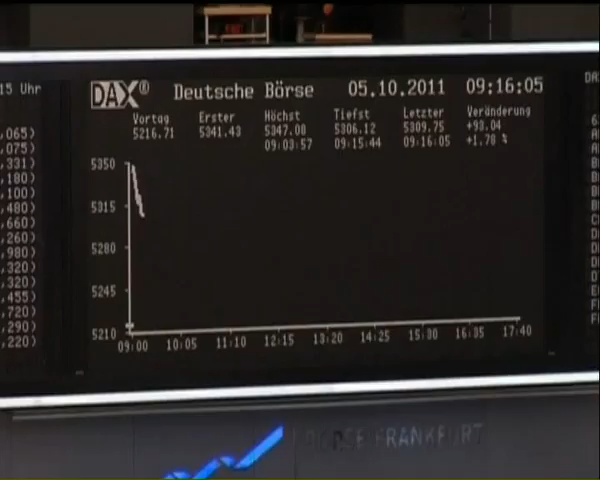 15 Uhr
DAX® Deutsche Börse 05.10.2011 09:16:05
Vortag Erster Höchst Tiefst Letzter Veränderung
5216.71 5341.43 5347.00 5306.12 5309.75 +93.04
09:03:57 09:15:44 09:16:05 +1.78 %
,065)
,075)
,331)
,180)
,100)
,480)
,660)
,260)
,980)
,320)
,320)
,455)
,720)
,290)
,220)
5350
5315
5280
5245
5210
09:00 10:05 11:10 12:15 13:20 14:25 15:30 16:35 17:40
BÖRSE FRANKFURT